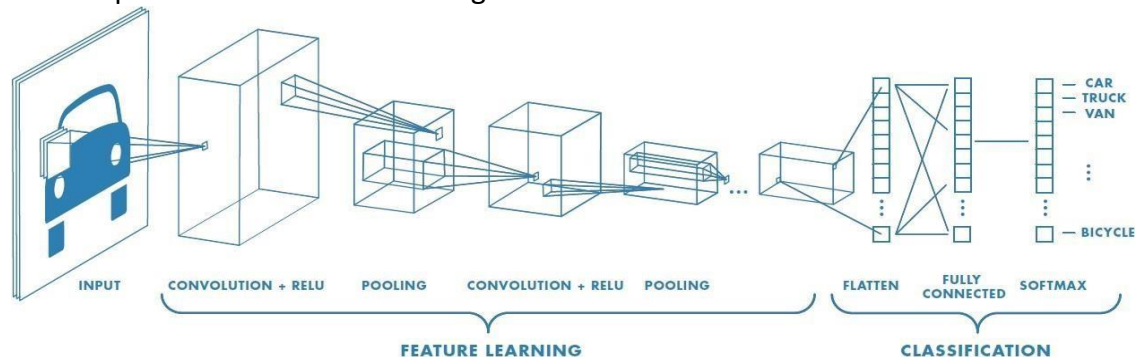 CAR
TRUCK
VAN
BICYCLE
INPUT
CONVOLUTION + RELU
POOLING
CONVOLUTION + RELU
POOLING
FLATTEN
FULLY
CONNECTED
SOFTMAX
FEATURE LEARNING
CLASSIFICATION